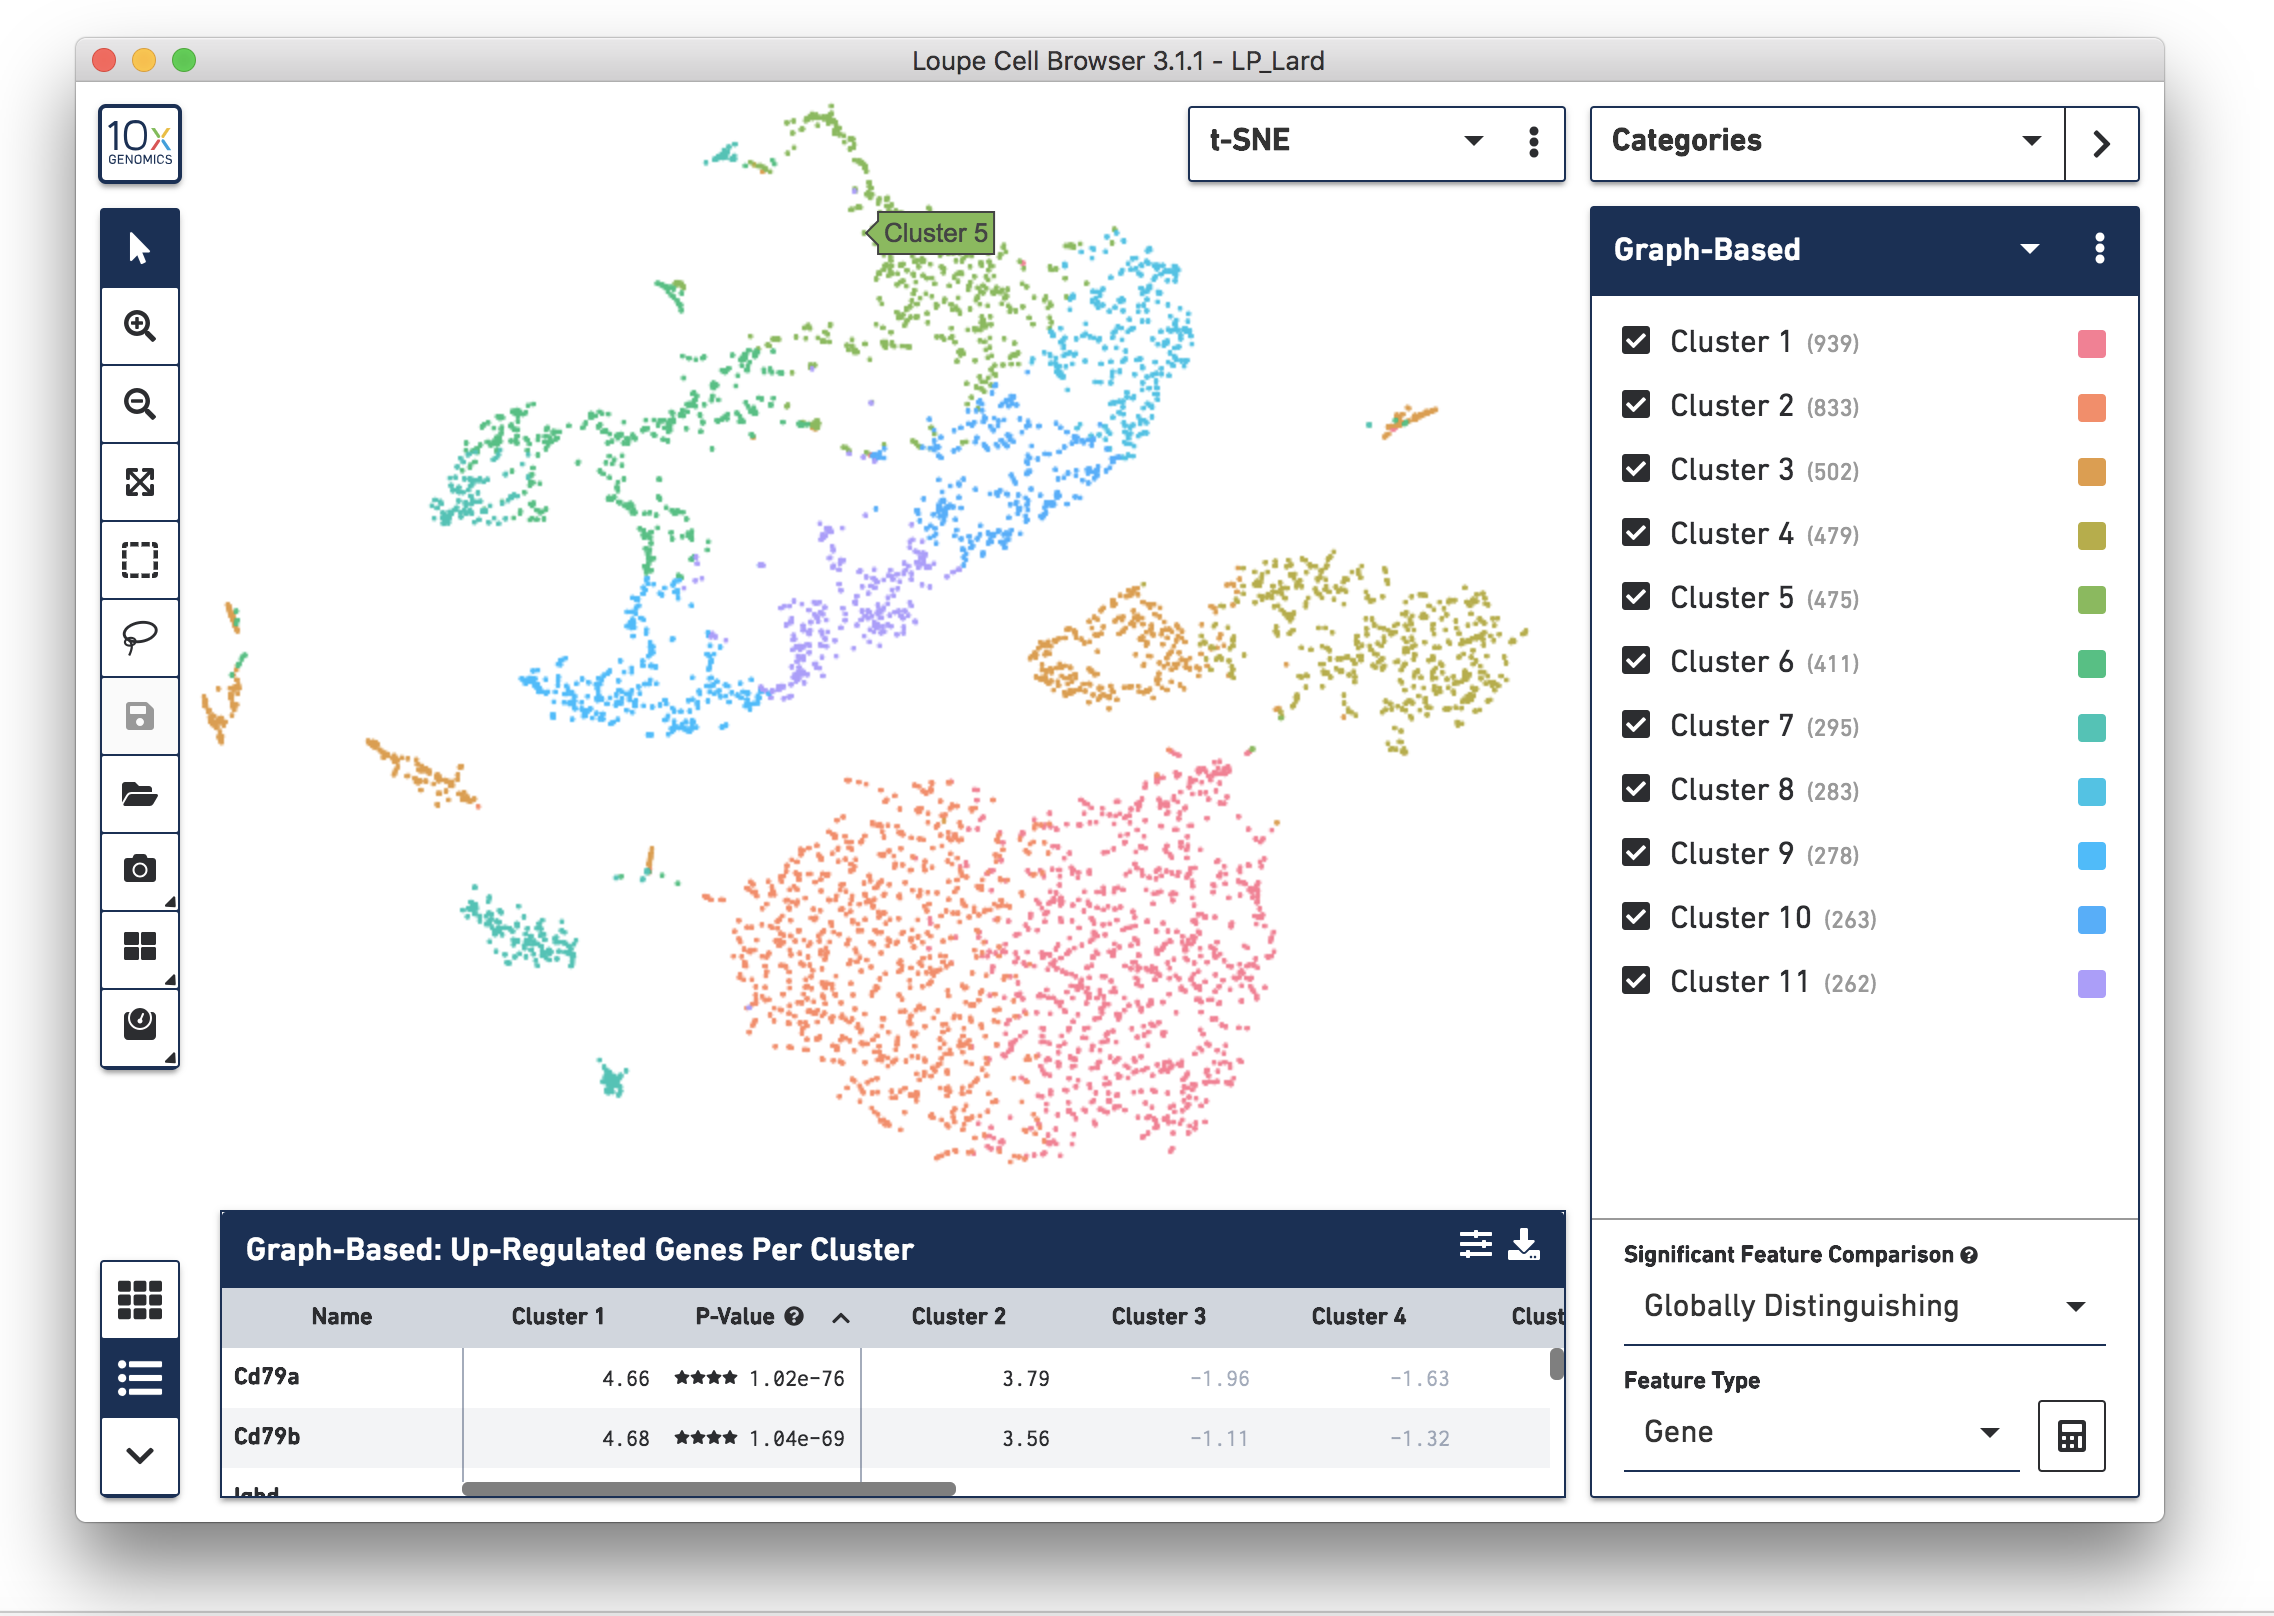 Loupe Cell Browser 3.1.1 - LP_Lard
10x
GENOMICS
t-SNE
Categories
Cluster 5
Graph-Based
Cluster 1 (939)
Cluster 2 (833)
Cluster 3 (502)
Cluster 4 (479)
Cluster 5 (475)
Cluster 6 (411)
Cluster 7 (295)
Cluster 8 (283)
Cluster 9 (278)
Cluster 10 (263)
Cluster 11 (262)
Significant Feature Comparison
Globally Distinguishing
Feature Type
Gene
Graph-Based: Up-Regulated Genes Per Cluster
Name Cluster 1 P-Value Cluster 2 Cluster 3 Cluster 4 Clust
Cd79a 4.66 ★★★★ 1.02e-76 3.79 -1.96 -1.63
Cd79b 4.68 ★★★★ 1.04e-69 3.56 -1.11 -1.32